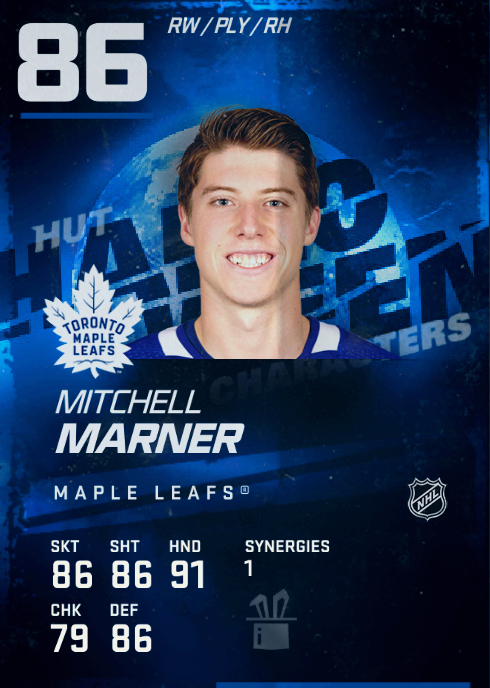 86
RW / PLY / RH
HUT
CHARACTERS
TORONTO
MAPLE
LEAFS
MITCHELL
MARNER
MAPLE LEAFS®
NHL
SKT SHT HND SYNERGIES
86 86 91 1
CHK DEF
79 86